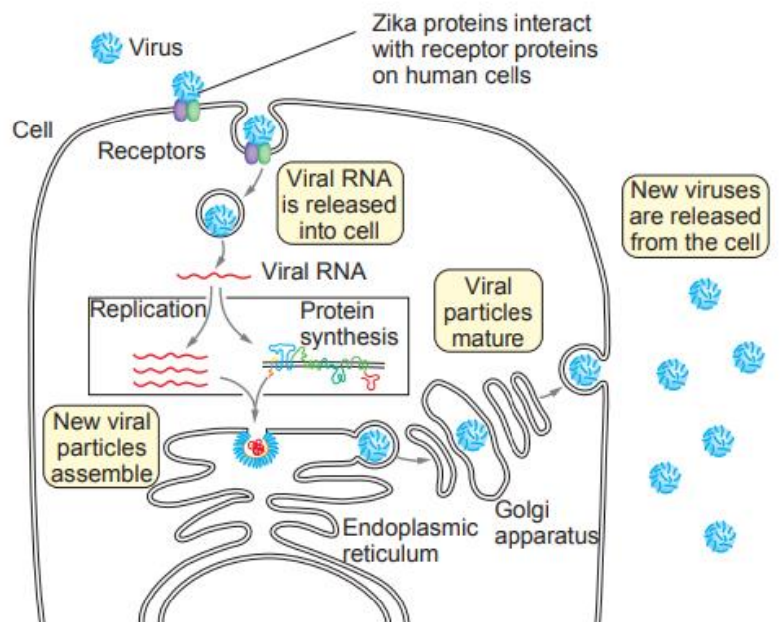 Virus
Zika proteins interact
with receptor proteins
on human cells
Cell
Receptors
Viral RNA
is released
into cell
New viruses
are released
from the cell
Viral RNA
Viral
particles
mature
Replication
Protein
synthesis
New viral
particles
assemble
Endoplasmic
reticulum
Golgi
apparatus